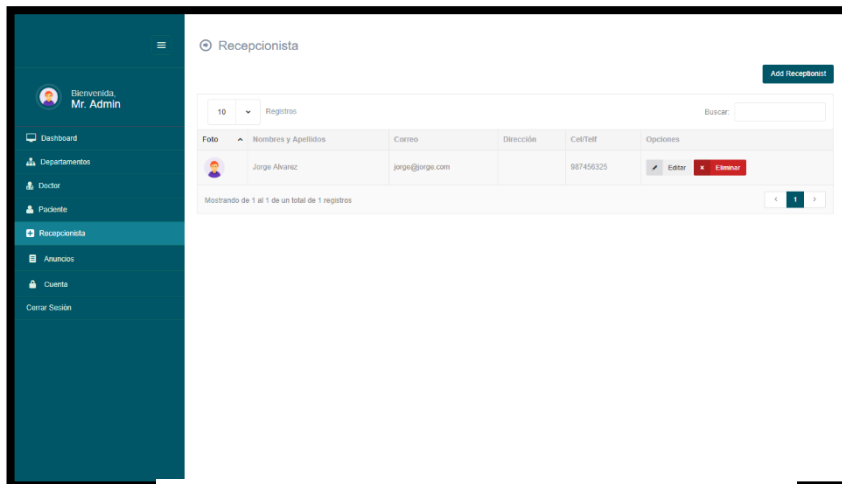 Recepcionista
Add Receptionist
Bienvenida,
Mr. Admin
10 Registros Buscar:
Foto Nombres y Apellidos Correo Dirección Cel/Telf Opciones
Jorge Alvarez jorge@jorge.com 987456325 Editar Eliminar
Mostrando de 1 al 1 de un total de 1 registros 1
Dashboard
Departamentos
Doctor
Paciente
Recepcionista
Anuncios
Cuenta
Cerrar Sesión